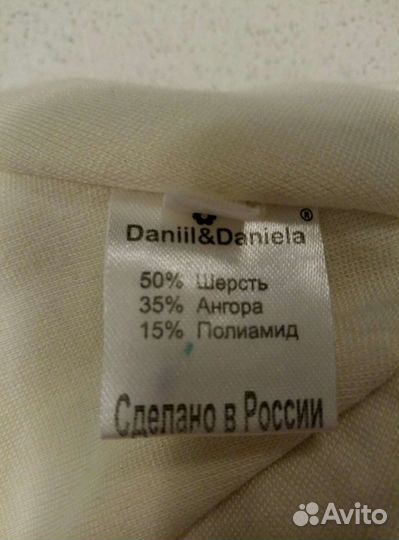 Daniil&Daniela®
50% Шерсть
35% Ангора
15% Полиамид
Сделано в России
Avito